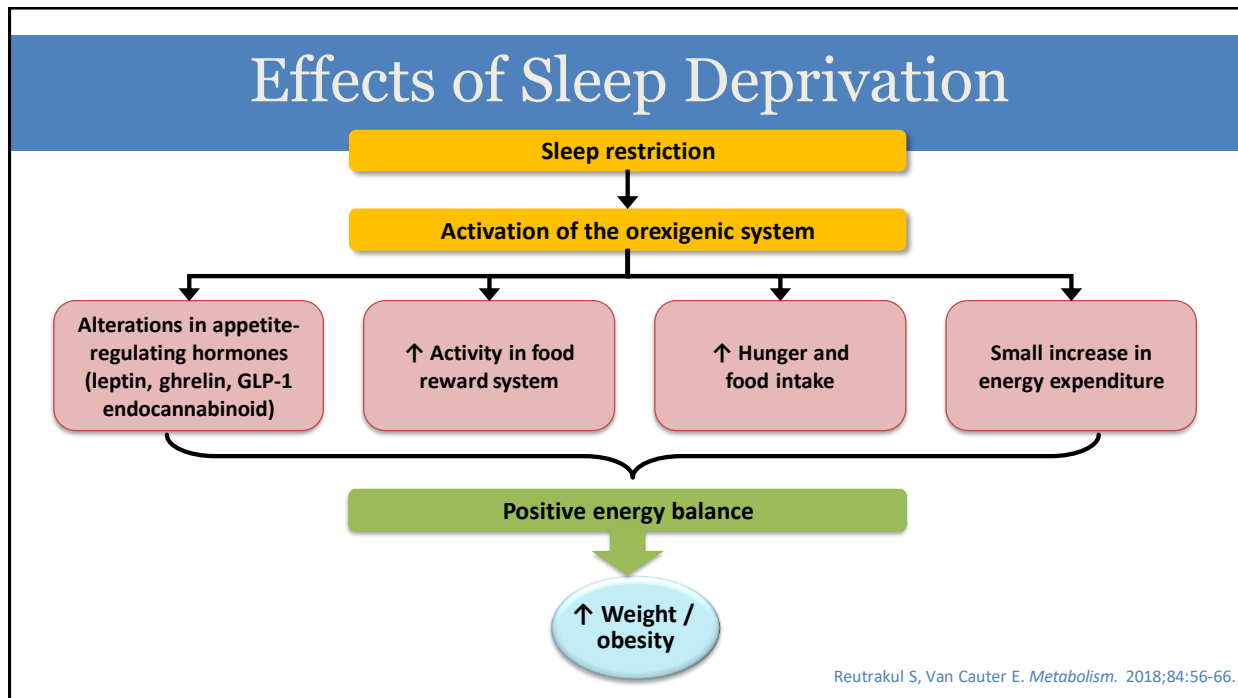 Effects of Sleep Deprivation
Sleep restriction
Activation of the orexigenic system
Alterations in appetite-
regulating hormones
(leptin, ghrelin, GLP-1
endocannabinoid)
↑ Activity in food
reward system
↑ Hunger and
food intake
Small increase in
energy expenditure
Positive energy balance
↑ Weight /
obesity
Reutrakul S, Van Cauter E. Metabolism. 2018;84:56-66.